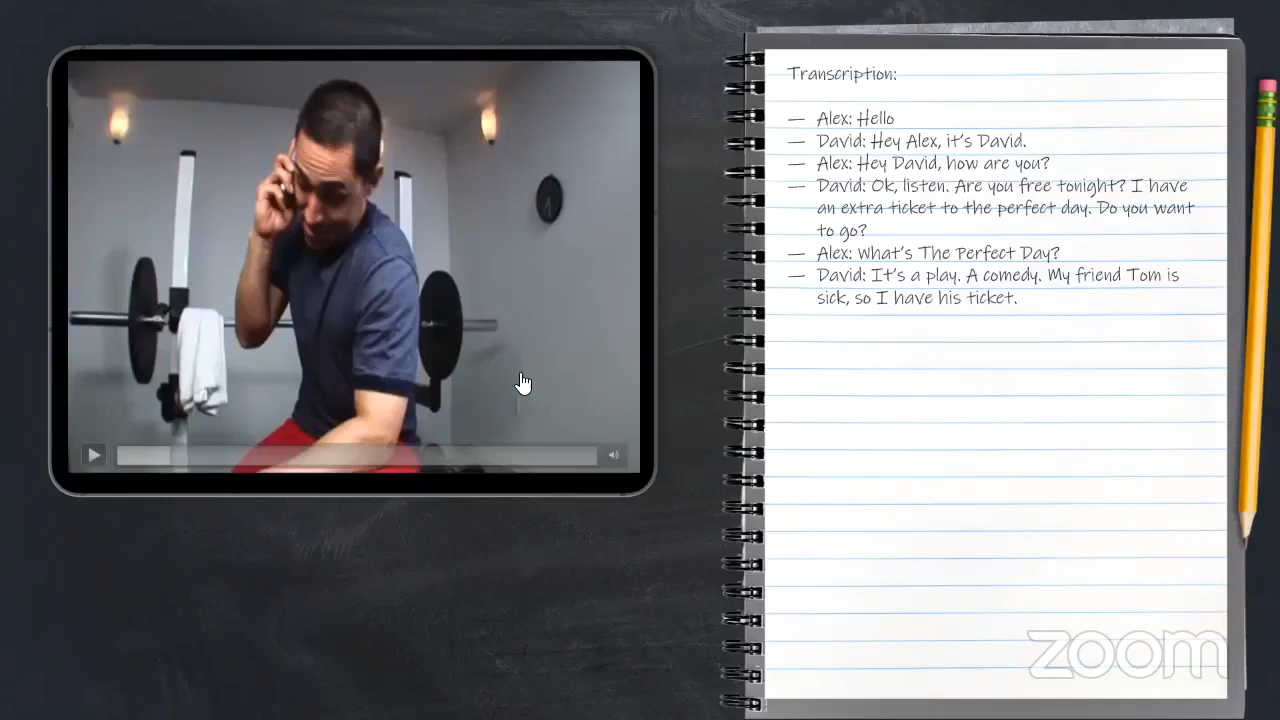 Transcription:
— Alex: Hello
— David: Hey Alex, it's David.
— Alex: Hey David, how are you?
— David: Ok, listen. Are you free tonight? I have
an extra ticket to the perfect day. Do you want
to go?
— Alex: What's The Perfect Day?
— David: It's a play. A comedy. My friend Tom is
sick, so I have his ticket.
zoom